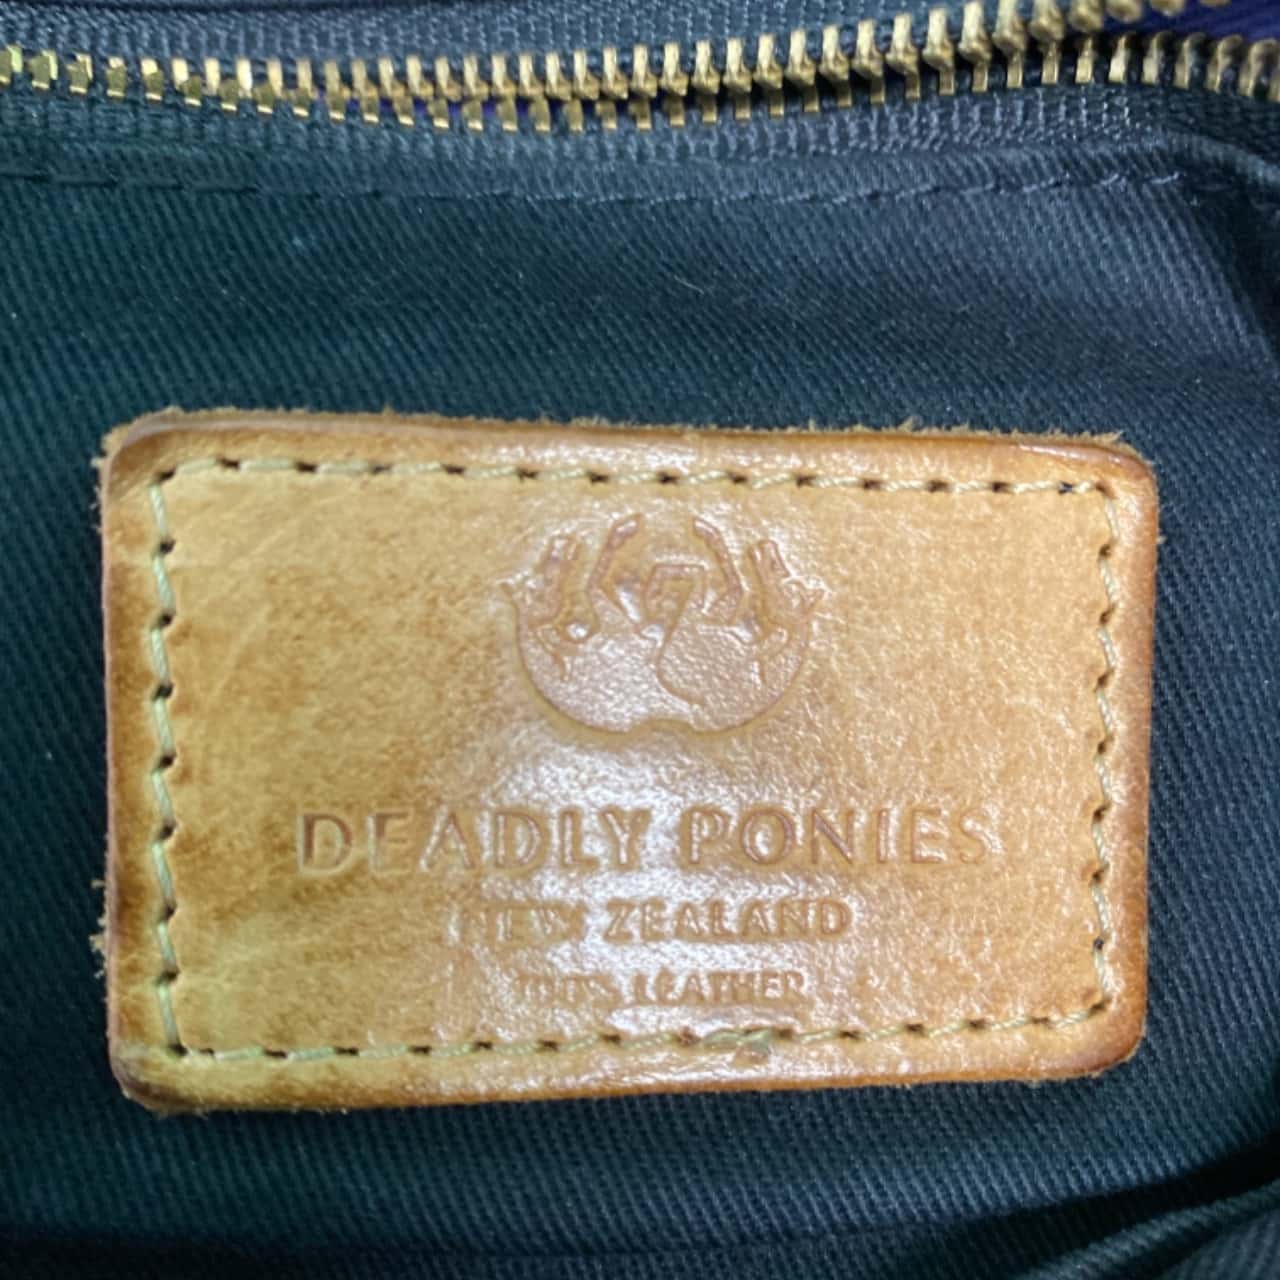 DEADLY PONIES
NEW ZEALAND
100% LEATHER